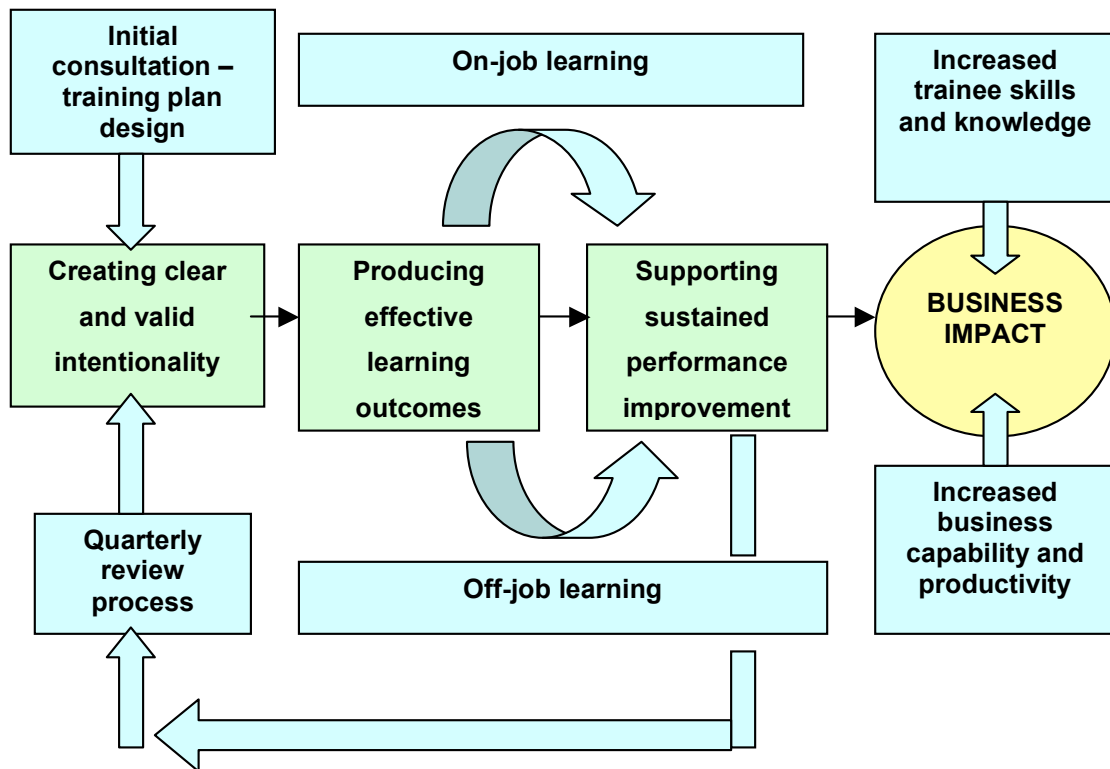 Initial
consultation –
training plan
design
On-job learning
Increased
trainee skills
and knowledge
Creating clear
and valid
intentionality
Producing
effective
learning
outcomes
Supporting
sustained
performance
improvement
BUSINESS
IMPACT
Quarterly
review
process
Off-job learning
Increased
business
capability and
productivity